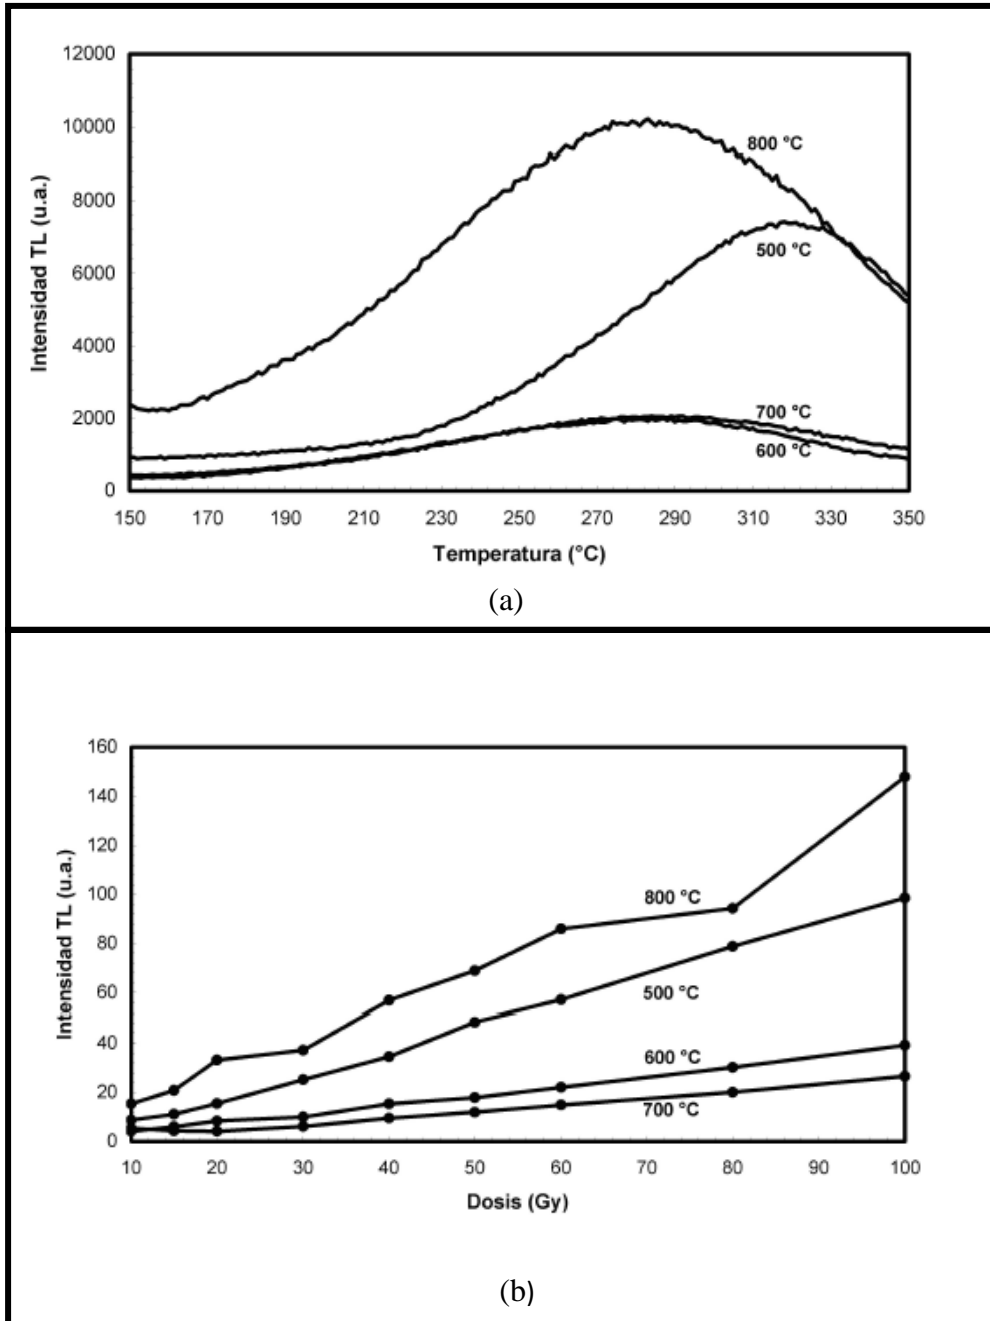 12000
10000
8000
6000
4000
2000
0
Intensidad TL (u.a.)
800 °C
500 °C
700 °C
600 °C
150 170 190 210 230 250 270 290 310 330 350
Temperatura (°C)
(a)
160
140
120
100
80
60
40
20
0
Intensidad TL (u.a.)
800 °C
500 °C
600 °C
700 °C
10 20 30 40 50 60 70 80 90 100
Dosis (Gy)
(b)